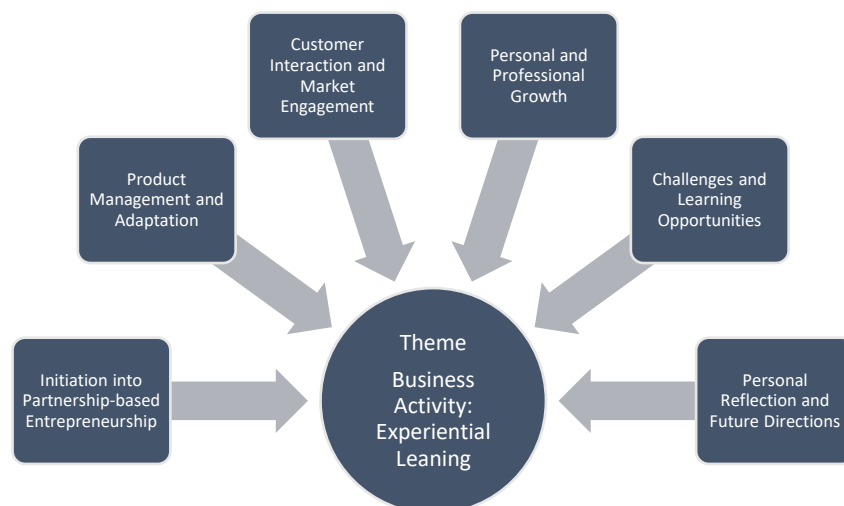 Customer
Interaction and
Market
Engagement
Personal and
Professional
Growth
Product
Management and
Adaptation
Challenges and
Learning
Opportunities
Initiation into
Partnership-based
Entrepreneurship
Theme
Business
Activity:
Experiential
Leaning
Personal
Reflection and
Future Directions